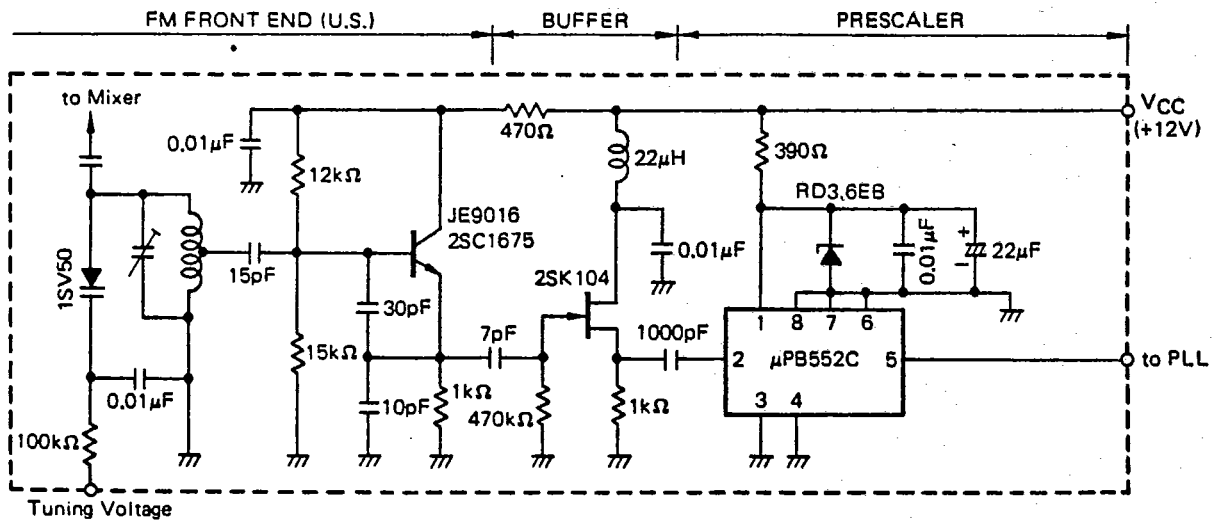 FM FRONT END (U.S.)
BUFFER
PRESCALER
to Mixer
VCC
(+12V)
0.01µF
470Ω
22µH
390Ω
12kΩ
RD3.6EB
JE9016
2SC1675
0.01µF
0.01µF
+
22µF
−
1SV50
15pF
2SK104
30pF
7pF
1000pF
1 8 7 6
2 µPB552C 5
to PLL
15kΩ
0.01µF
10pF
1kΩ
470kΩ
1kΩ
3 4
100kΩ
Tuning Voltage